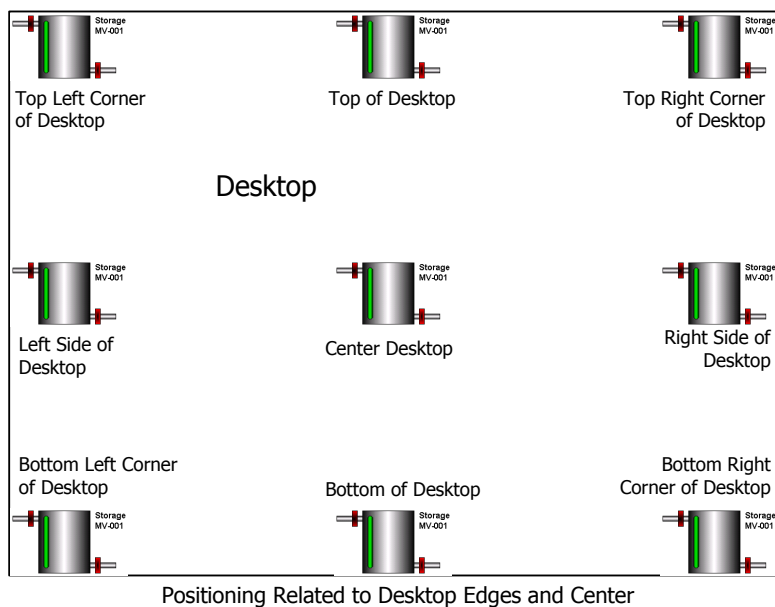 Storage
MV-001
Storage
MV-001
Storage
MV-001
Top Left Corner
of Desktop
Top of Desktop
Top Right Corner
of Desktop
Desktop
Storage
MV-001
Storage
MV-001
Storage
MV-001
Left Side of
Desktop
Center Desktop
Right Side of
Desktop
Bottom Left Corner
of Desktop
Bottom of Desktop
Bottom Right
Corner of Desktop
Storage
MV-001
Storage
MV-001
Storage
MV-001
Positioning Related to Desktop Edges and Center